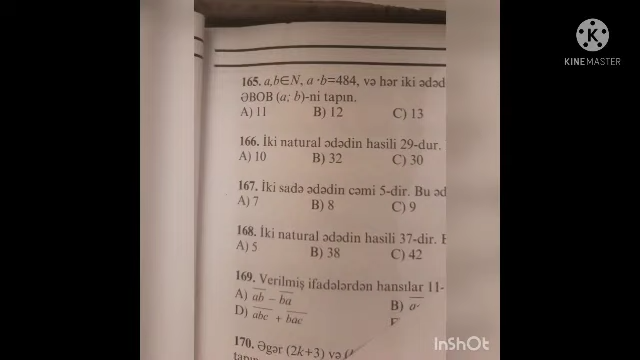 KINEMASTER
165. a,b∈N, a·b=484, və hər iki ədəd
ƏBOB (a; b)-ni tapın.
A) 11 B) 12 C) 13
166. İki natural ədədin hasili 29-dur.
A) 10 B) 32 C) 30
167. İki sadə ədədin cəmi 5-dir. Bu əd
A) 7 B) 8 C) 9
168. İki natural ədədin hasili 37-dir.
A) 5 B) 38 C) 42
169. Verilmiş ifadələrdən hansılar 11-
A) ab – ba B)
D) abc + bac
170. Əgər (2k+3) və
InShOt